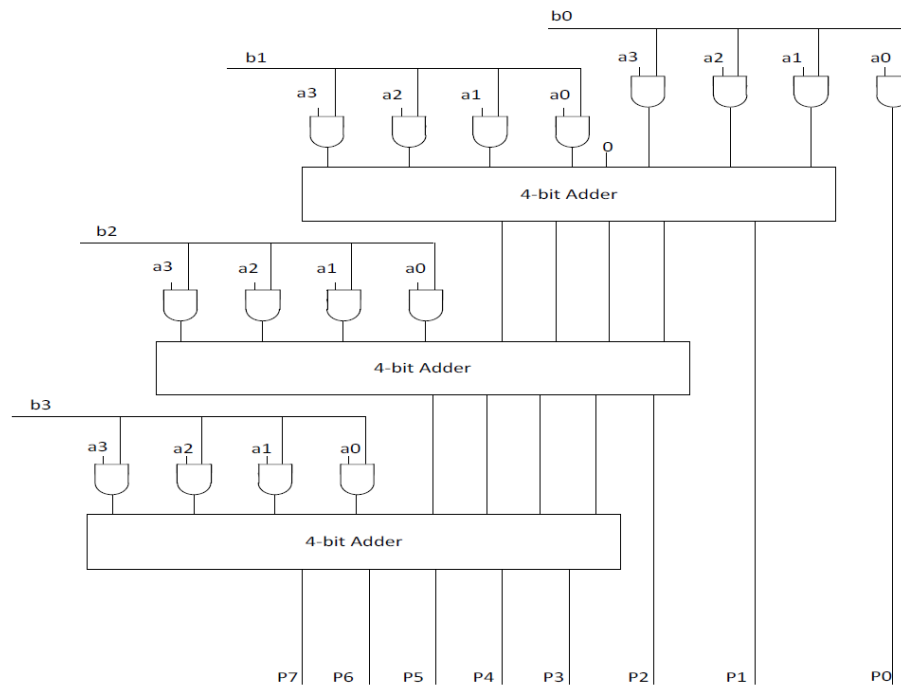 b0
b1
a3 a2 a1 a0
a3 a2 a1 a0
0
4-bit Adder
b2
a3 a2 a1 a0
4-bit Adder
b3
a3 a2 a1 a0
4-bit Adder
P7 P6 P5 P4 P3 P2 P1 P0